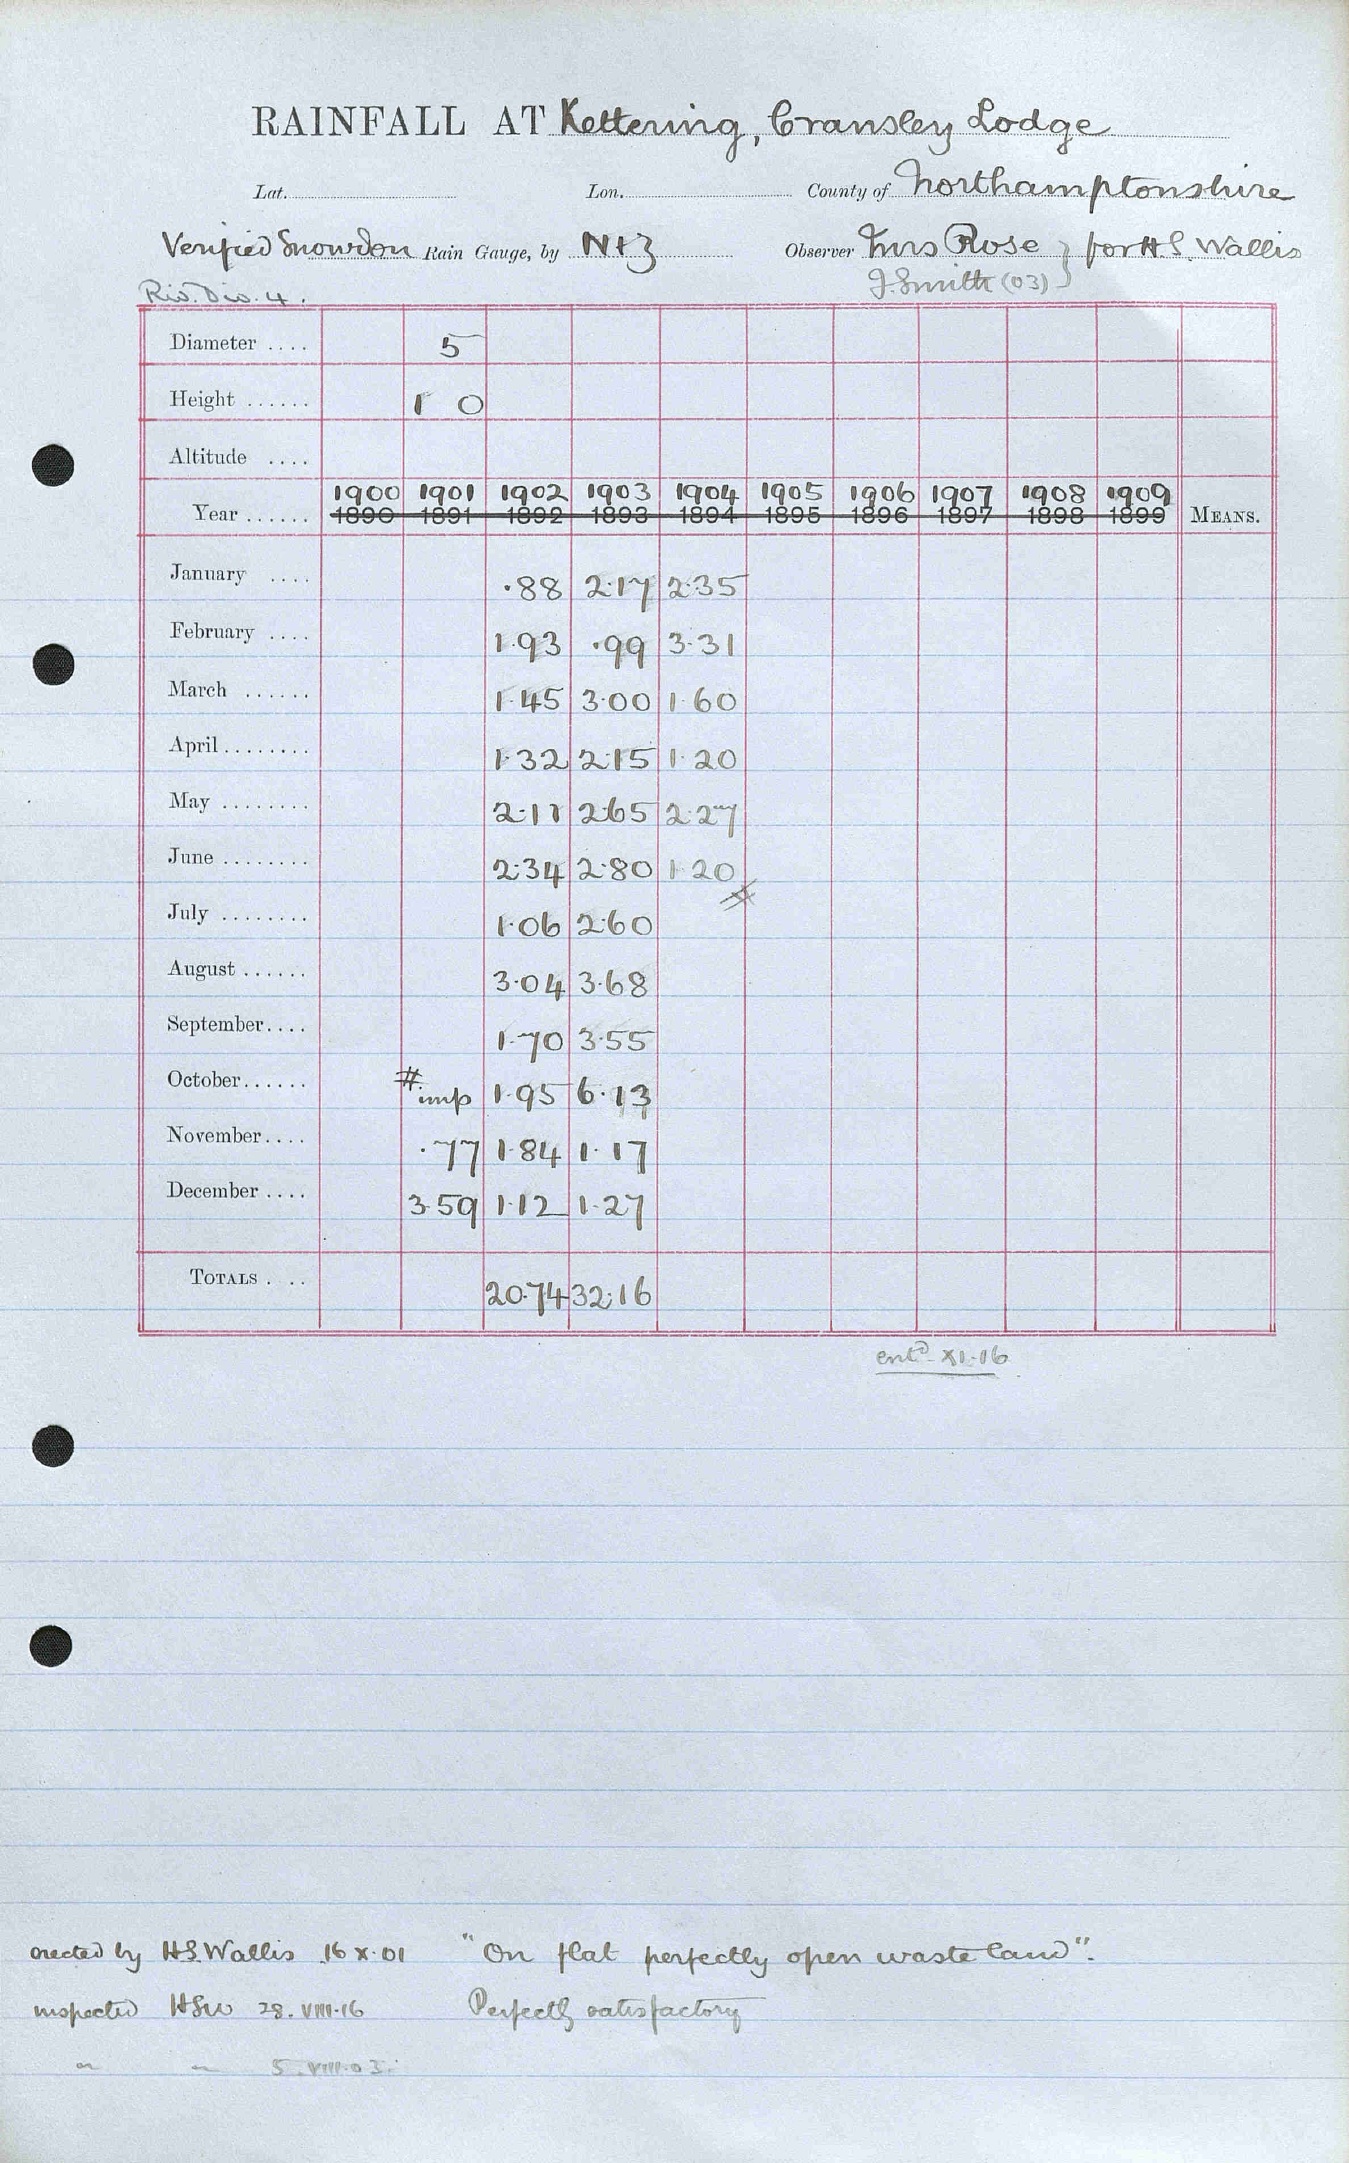 RAINFALL AT Kettering, Cransley Lodge
Lat. Lon. County of Northamptonshire
Verified Snowdon Rain Gauge, by N+Z Observer Mrs Rose } for H.S. Wallis
Riv. Div. 4. J. Smith (03)
Diameter .... 5
Height ...... 1 0
Altitude ....
1900 1901 1902 1903 1904 1905 1906 1907 1908 1909
Year ...... 1890 1891 1892 1893 1894 1895 1896 1897 1898 1899 MEANS.
January .... ·88 2·17 2·35
February .... 1·93 ·99 3·31
March ...... 1·45 3·00 1·60
April ........ 1·32 2·15 1·20
May ........ 2·11 2·65 2·27
June ........ 2·34 2·80 1·20
July ........ 1·06 2·60 #
August ...... 3·04 3·68
September.... 1·70 3·55
October...... # imp 1·95 6·13
November.... ·77 1·84 1·17
December .... 3·59 1·12 1·27
TOTALS . .. 20·74 32·16
entd XI·16
erected by H.S. Wallis 16 X·01 "On flat perfectly open waste land".
inspected HSW 28. VIII·16 Perfectly satisfactory
" " 5.VIII·03.